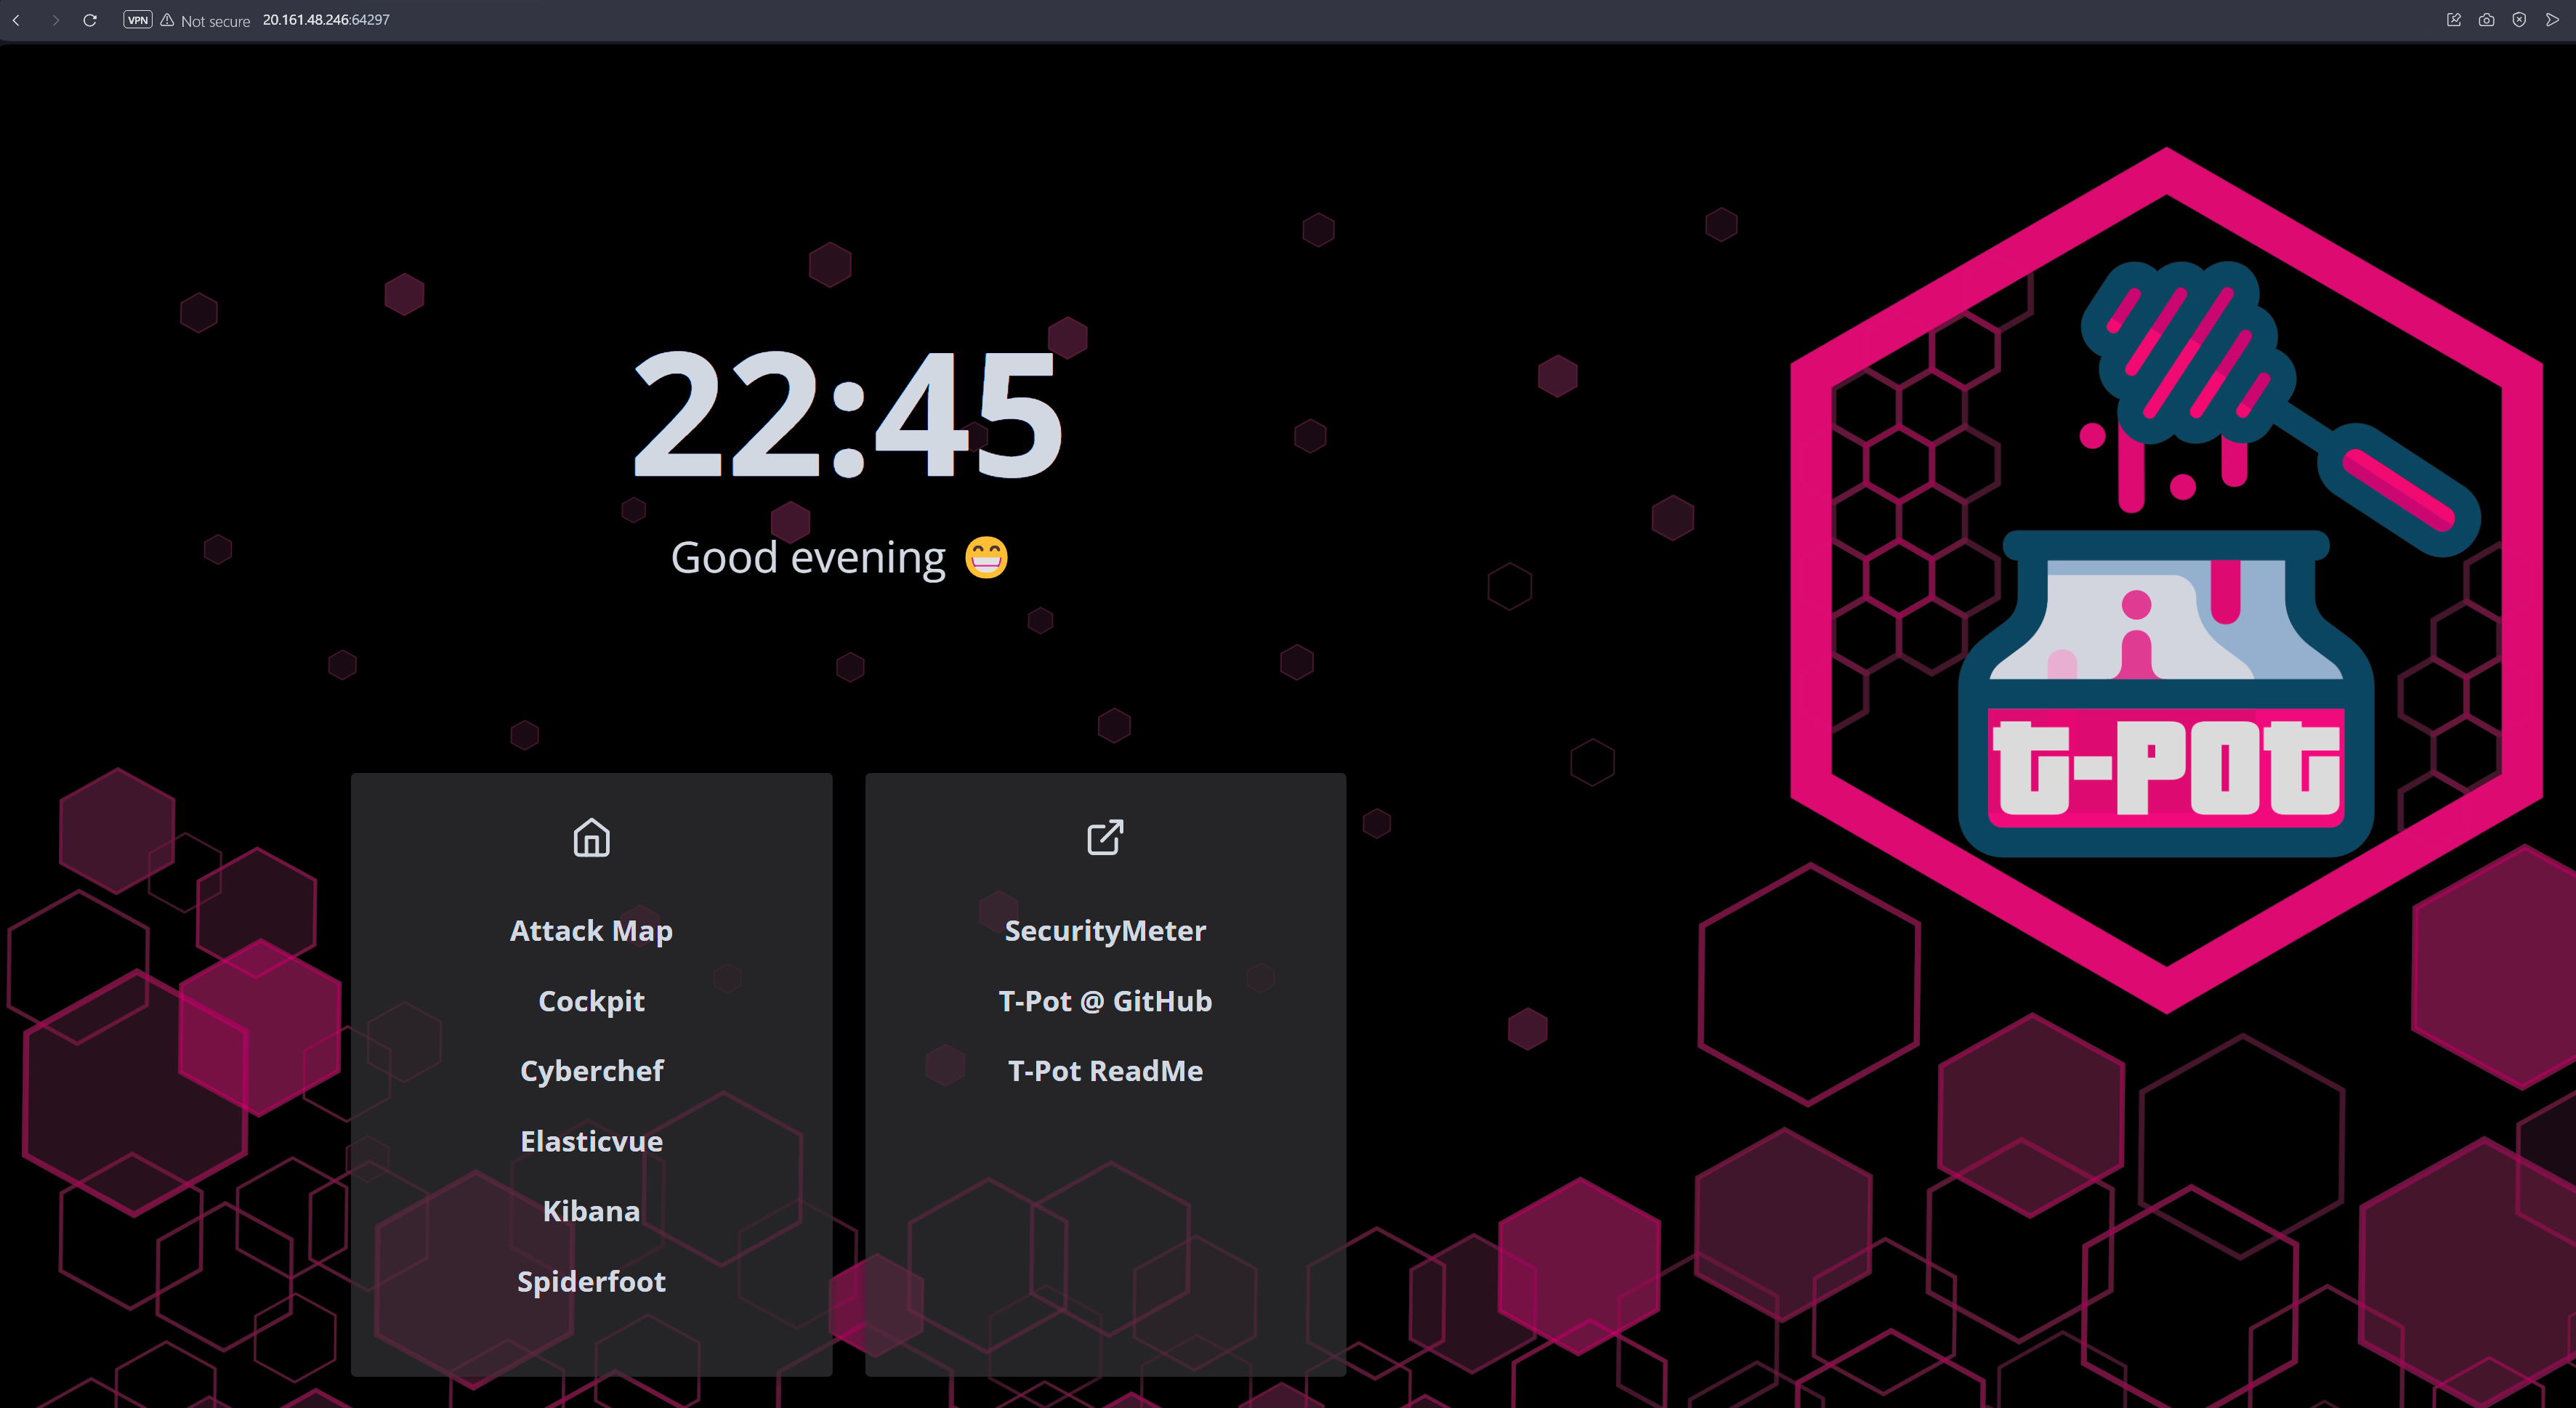 VPN Not secure 20.161.48.246:64297
22:45
Good evening 😁
Attack Map
Cockpit
Cyberchef
Elasticvue
Kibana
Spiderfoot
SecurityMeter
T-Pot @ GitHub
T-Pot ReadMe
t-pot